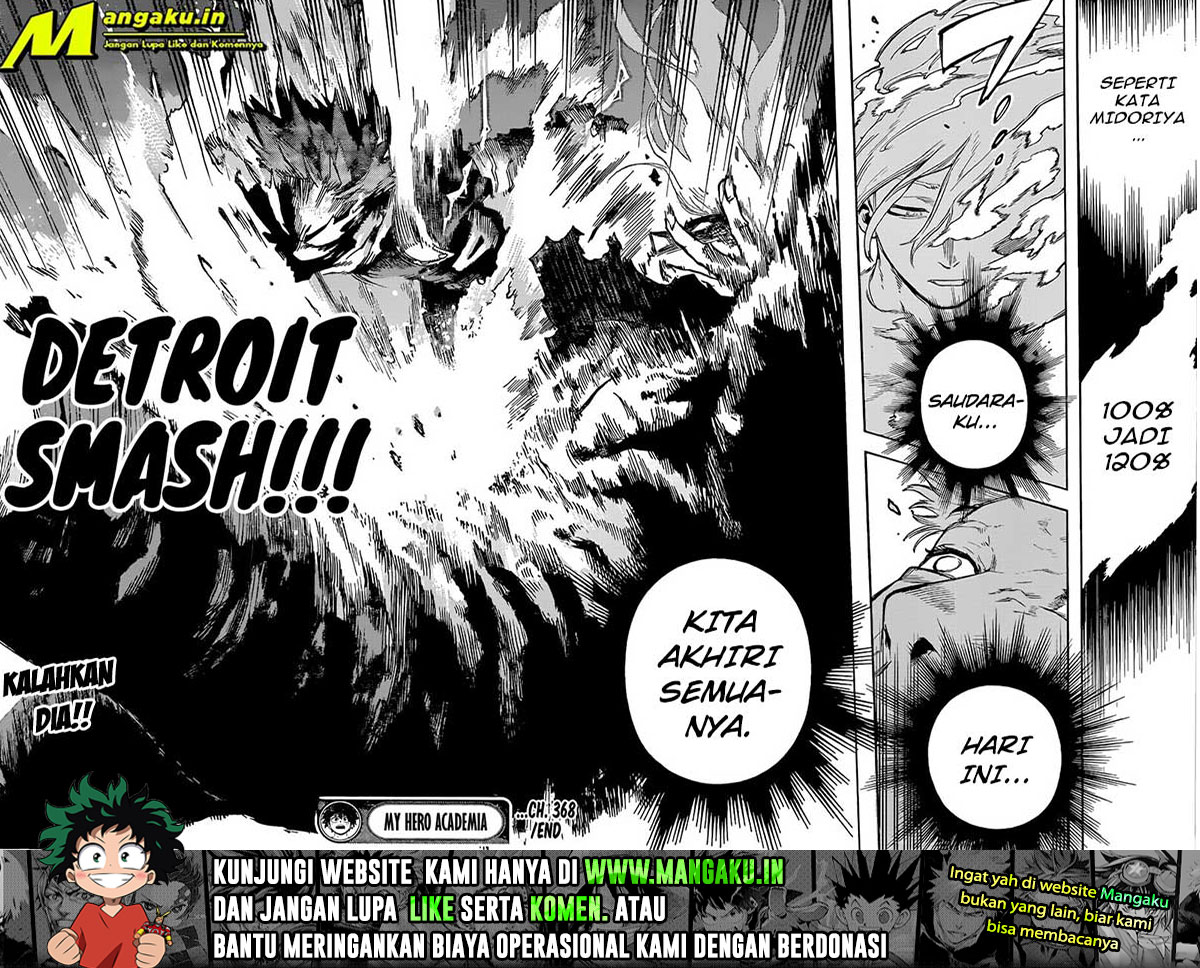 Mangaku.in
Jangan Lupa Like dan Komennya
SEPERTI
KATA
MIDORIYA
...
100%
JADI
120%
SAUDARA-
KU...
HARI
INI...
KITA
AKHIRI
SEMUA-
NYA.
DETROIT
SMASH!!!
KALAHKAN
DIA!!
MY HERO ACADEMIA
...CH. 368
/END
KUNJUNGI WEBSITE KAMI HANYA DI WWW.MANGAKU.IN
DAN JANGAN LUPA LIKE SERTA KOMEN. ATAU
BANTU MERINGANKAN BIAYA OPERASIONAL KAMI DENGAN BERDONASI
Ingat yah di website Mangaku
bukan yang lain, biar kami
bisa membacanya